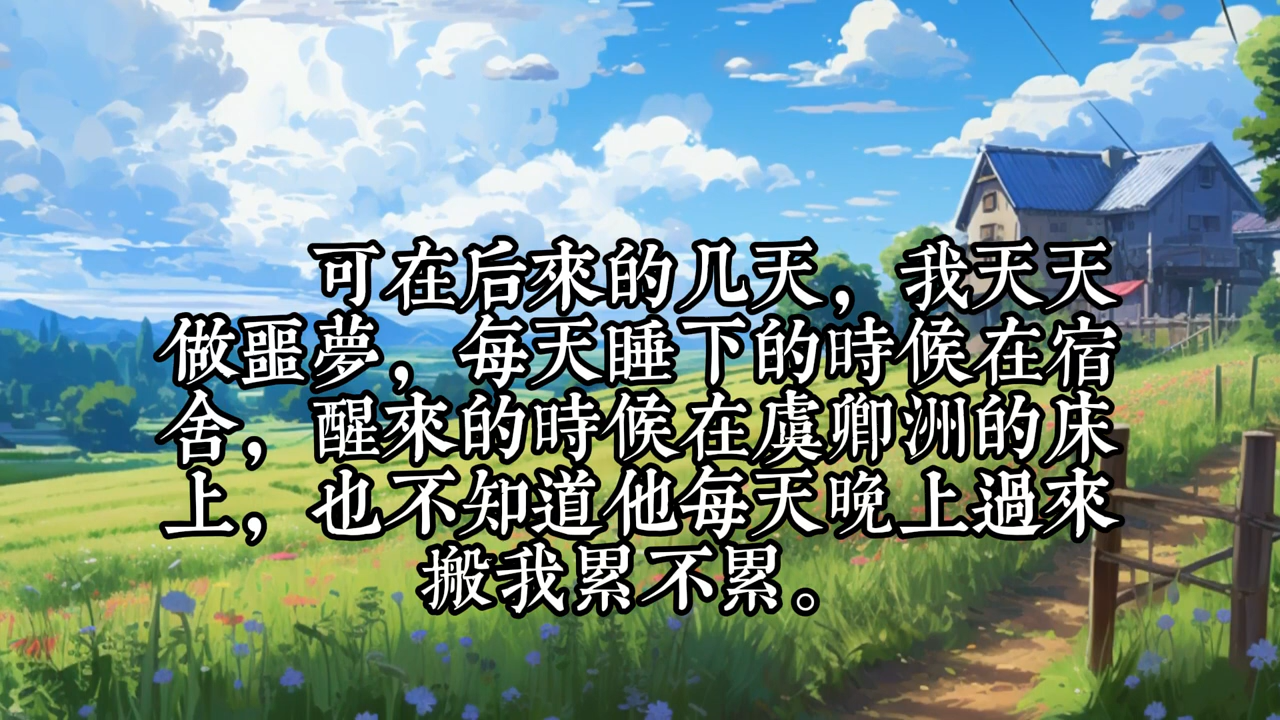 可在后來的几天，我天天
做噩夢，每天睡下的時候在宿
舍，醒來的時候在虞卿洲的床
上，也不知道他每天晚上過來
搬我累不累。